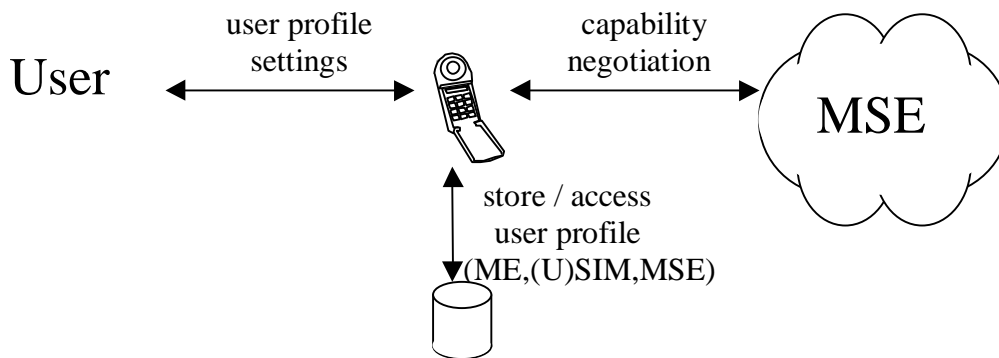 user profile
settings
capability
negotiation
User
MSE
store / access
user profile
(ME,(U)SIM,MSE)